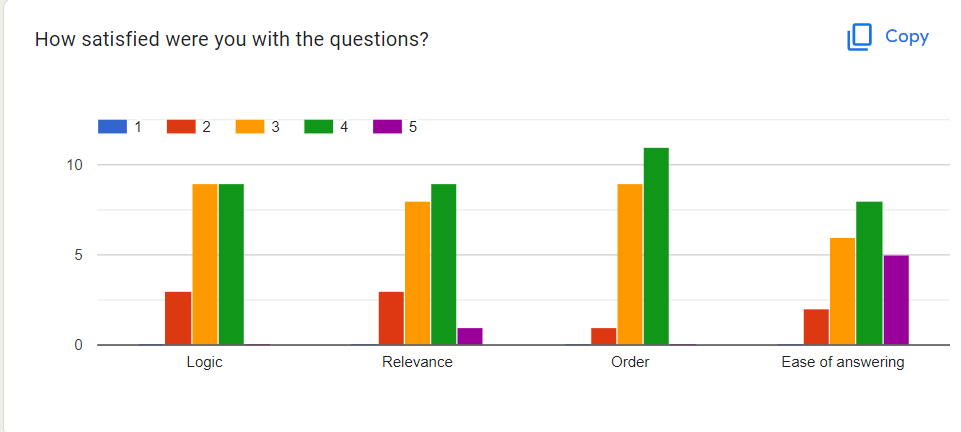 How satisfied were you with the questions?
Copy
1 2 3 4 5
10
5
0
Logic Relevance Order Ease of answering